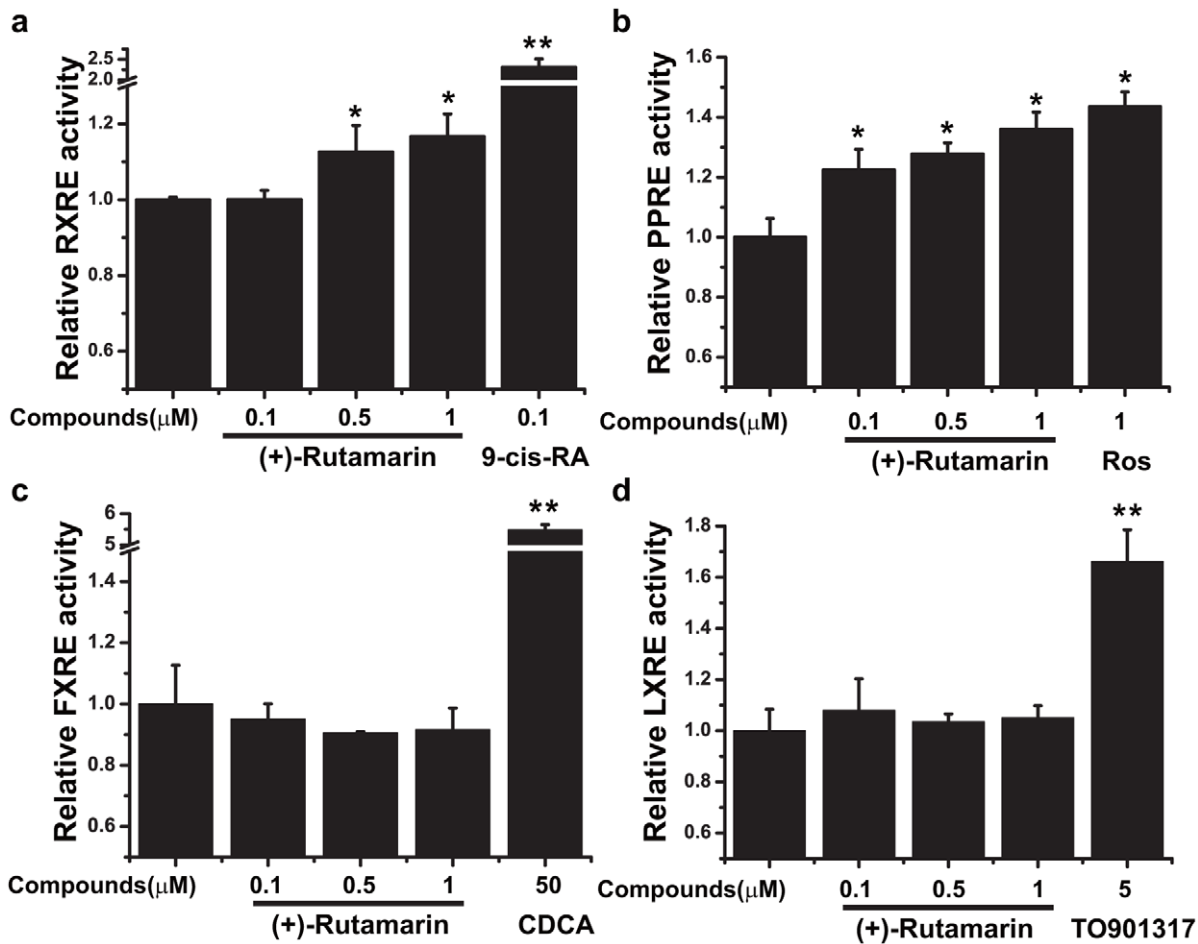 a
Relative RXRE activity
2.5
2.0
1.2
1.0
0.8
0.6
**
*
*
Compounds(μM)
0.1
0.5
1
0.1
(+)-Rutamarin
9-cis-RA
b
Relative PPRE activity
1.6
1.4
1.2
1.0
0.8
0.6
*
*
*
*
Compounds(μM)
0.1
0.5
1
1
(+)-Rutamarin
Ros
c
Relative FXRE activity
6
5
1.4
1.2
1.0
0.8
0.6
**
Compounds(μM)
0.1
0.5
1
50
(+)-Rutamarin
CDCA
d
Relative LXRE activity
1.8
1.6
1.4
1.2
1.0
0.8
0.6
**
Compounds(μM)
0.1
0.5
1
5
(+)-Rutamarin
TO901317